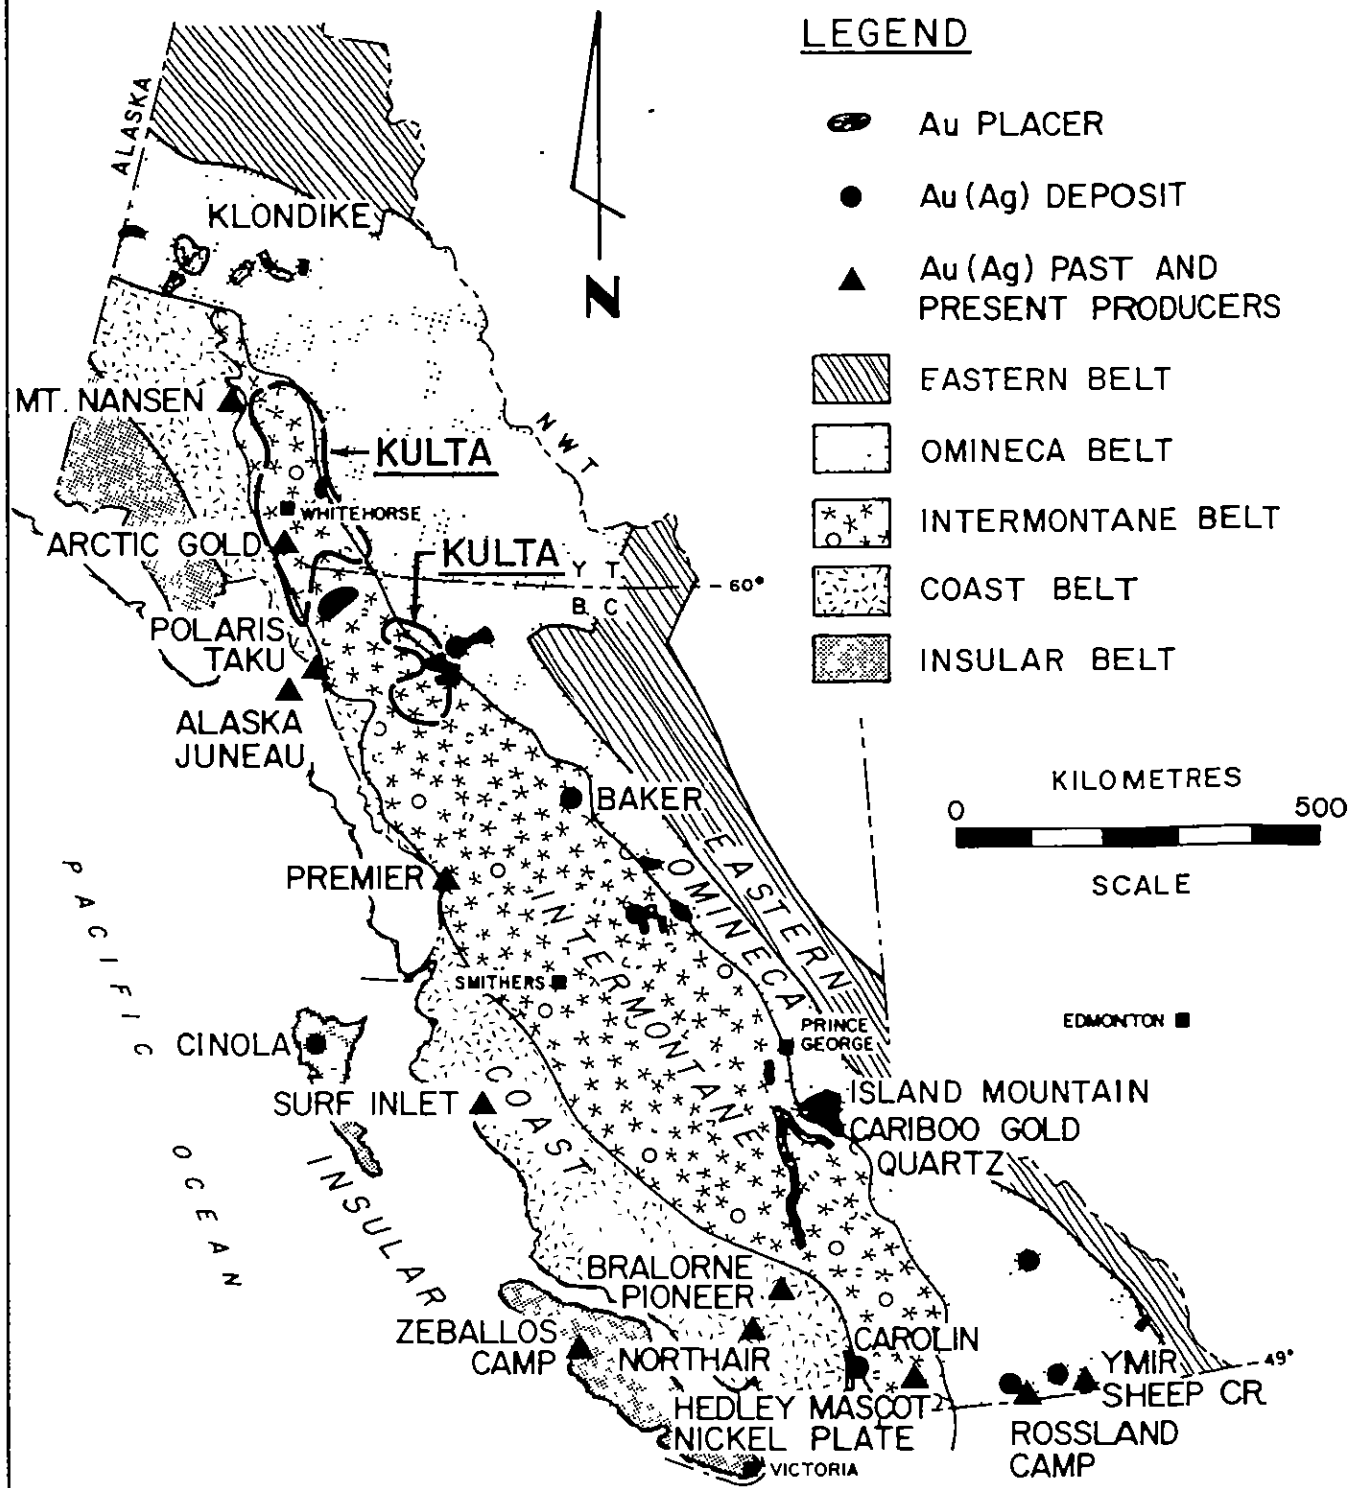 LEGEND
Au PLACER
Au (Ag) DEPOSIT
Au (Ag) PAST AND
PRESENT PRODUCERS
EASTERN BELT
OMINECA BELT
INTERMONTANE BELT
COAST BELT
INSULAR BELT
KILOMETRES
0 500
SCALE
N
ALASKA
KLONDIKE
MT. NANSEN
KULTA
NWT
WHITEHORSE
ARCTIC GOLD
KULTA
Y T
60°
B C
POLARIS
TAKU
ALASKA
JUNEAU
BAKER
PREMIER
EASTERN
OMINECA
INTERMONTANE
COAST
INSULAR
PACIFIC OCEAN
SMITHERS
PRINCE
GEORGE
EDMONTON
CINOLA
SURF INLET
ISLAND MOUNTAIN
CARIBOO GOLD
QUARTZ
BRALORNE
PIONEER
ZEBALLOS
CAMP
NORTHAIR
CAROLIN
HEDLEY MASCOT
NICKEL PLATE
49°
YMIR
SHEEP CR.
ROSSLAND
CAMP
VICTORIA